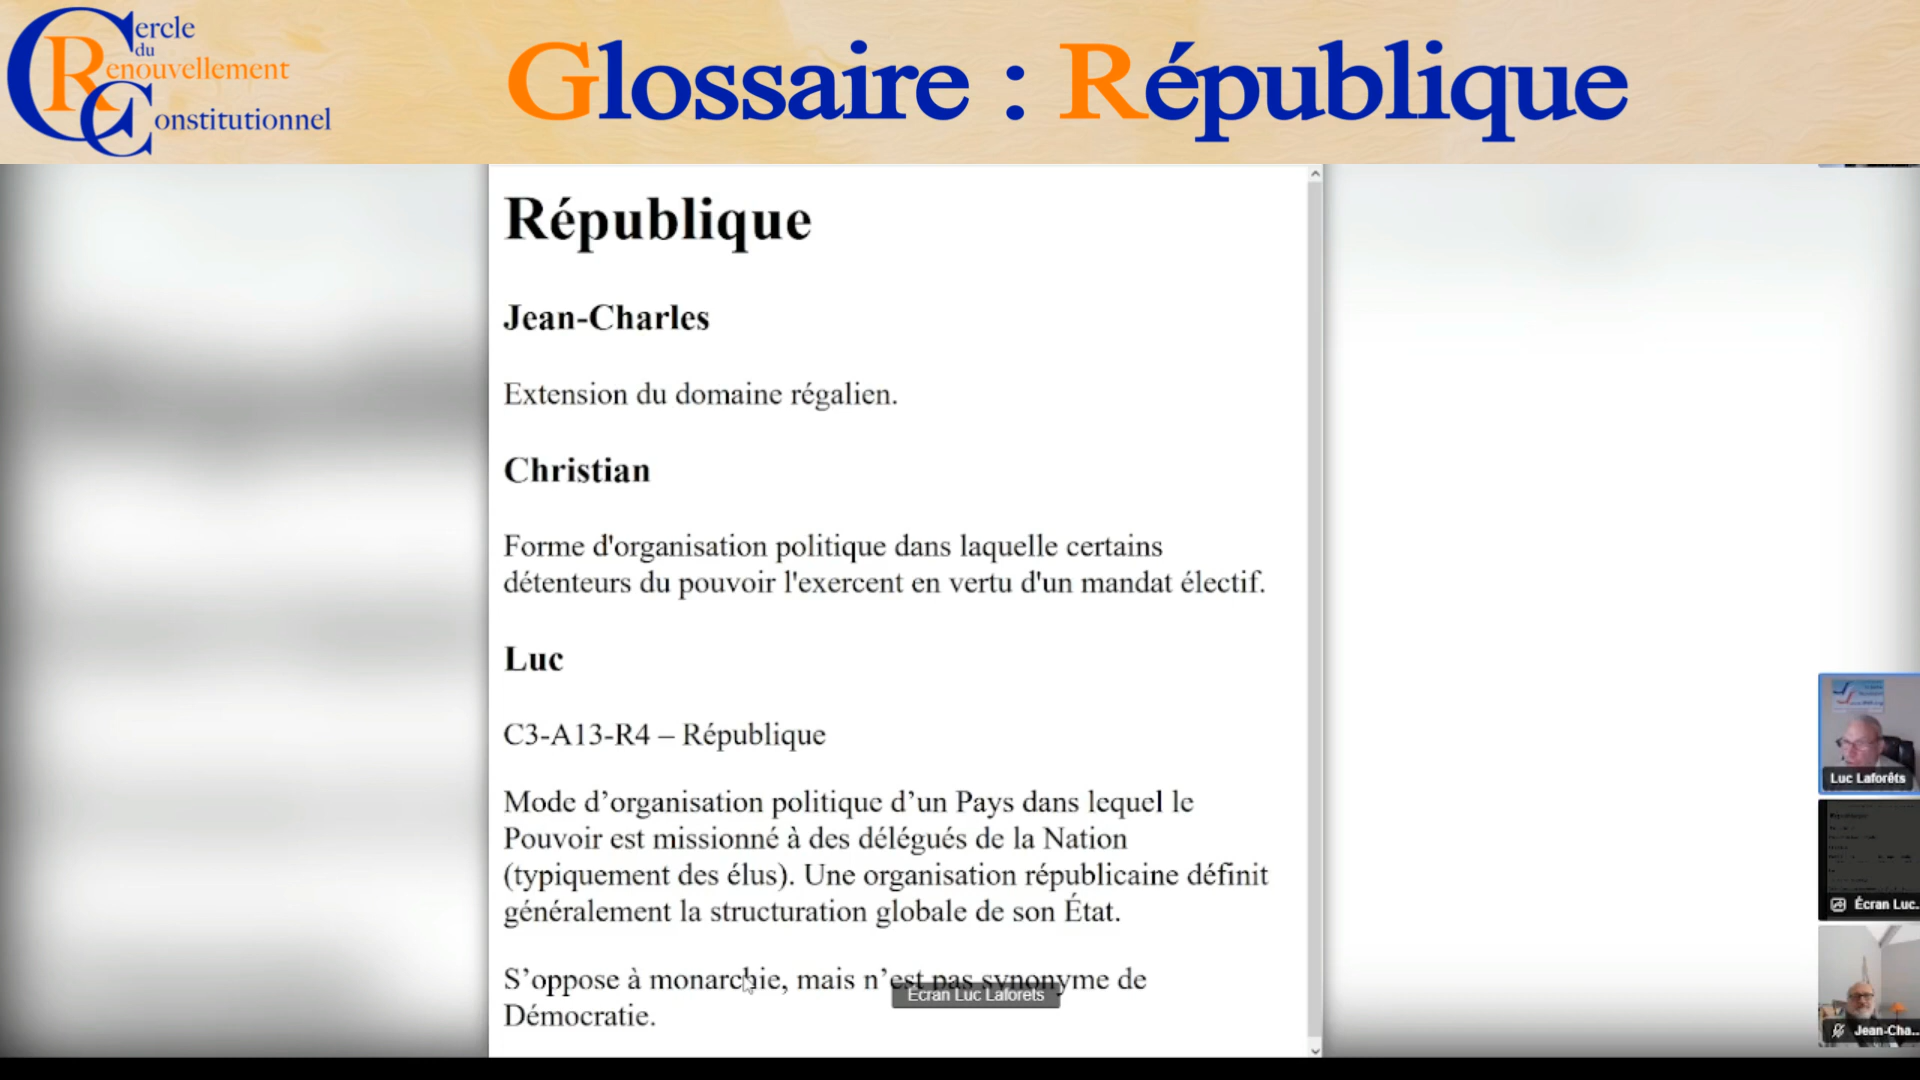 Cercle
du
Renouvellement
Constitutionnel
Glossaire : République
République
Jean-Charles
Extension du domaine régalien.
Christian
Forme d'organisation politique dans laquelle certains
détenteurs du pouvoir l'exercent en vertu d'un mandat électif.
Luc
C3-A13-R4 – République
Mode d’organisation politique d’un Pays dans lequel le
Pouvoir est missionné à des délégués de la Nation
(typiquement des élus). Une organisation républicaine définit
généralement la structuration globale de son État.
S’oppose à monarchie, mais n’est pas synonyme de
Démocratie.
Écran Luc Laforêts
Luc Laforêts
Écran Luc...
Jean-Cha...